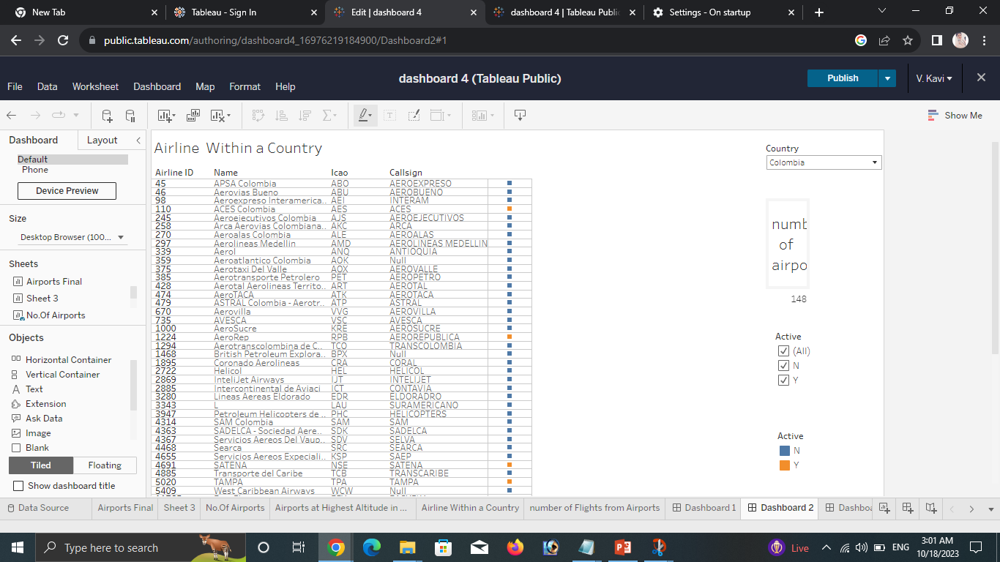 New Tab
Tableau - Sign In
Edit | dashboard 4
dashboard 4 | Tableau Public
Settings - On startup
public.tableau.com/authoring/dashboard4_16976219184900/Dashboard2#1
dashboard 4 (Tableau Public)
Publish
V. Kavi
File Data Worksheet Dashboard Map Format Help
Show Me
Dashboard Layout
Default
Phone
Device Preview
Size
Desktop Browser (100...
Sheets
Airports Final
Sheet 3
No.Of Airports
Objects
Horizontal Container
Vertical Container
Text
Extension
Ask Data
Image
Blank
Tiled Floating
Show dashboard title
Airline Within a Country
Airline ID Name Icao Callsign
45 APSA Colombia ABO AEROEXPRESO
46 Aerovias Bueno ABU AEROBUENO
98 Aeroexpreso Interamerica.. AEI INTERAM
110 ACES Colombia AES ACES
245 Aeroejecutivos Colombia AJS AEROEJECUTIVOS
258 Arca Aerovias Colombiana.. AKC ARCA
270 Aeroalas Colombia ALE AEROALAS
297 Aerolineas Medellin AMD AEROLINEAS MEDELLIN
339 Aerol ANQ ANTIOQUIA
359 Aeroatlantico Colombia AOK Null
375 Aerotaxi Del Valle AOX AEROVALLE
385 Aerotransporte Petrolero PET AEROPETRO
428 Aerotal Aerolineas Territo.. ART AEROTAL
474 AeroTACA ATK AEROTACA
479 ASTRAL Colombia - Aerotr.. ATP ASTRAL
670 Aerovilla VVG AEROVILLA
735 AVESCA VSC AVESCA
1000 AeroSucre KRE AEROSUCRE
1224 AeroRep RPB AEROREPUBLICA
1294 Aerotranscolombina de C.. TCO TRANSCOLOMBIA
1468 British Petroleum Explora.. BPX Null
1895 Coronado Aerolineas CRA CORAL
2722 Helicol HEL HELICOL
2869 InteliJet Airways IJT INTELIJET
2885 Intercontinental de Aviaci ICT CONTAVIA
3280 Lineas Aereas Eldorado EDR ELDORADRO
3343 L LAU SURAMERICANO
3947 Petroleum Helicopters de .. PHC HELICOPTERS
4314 SAM Colombia SAM SAM
4363 SADELCA - Sociedad Aere.. SDK SADELCA
4367 Servicios Aereos Del Vaup.. SDV SELVA
4468 Searca SRC SEARCA
4655 Servicios Aereos Especiali.. KSP SAEP
4691 SATENA NSE SATENA
4885 Transporte del Caribe TCB TRANSCARIBE
5020 TAMPA TPA TAMPA
5409 West Caribbean Airways WCW Null
Country
Colombia
numb
of
airpo
148
Active
(All)
N
Y
Active
N
Y
Data Source Airports Final Sheet 3 No.Of Airports Airports at Highest Altitude in ... Airline Within a Country number of Flights from Airports Dashboard 1 Dashboard 2 Dashboa
Type here to search
Live
ENG
3:01 AM
10/18/2023